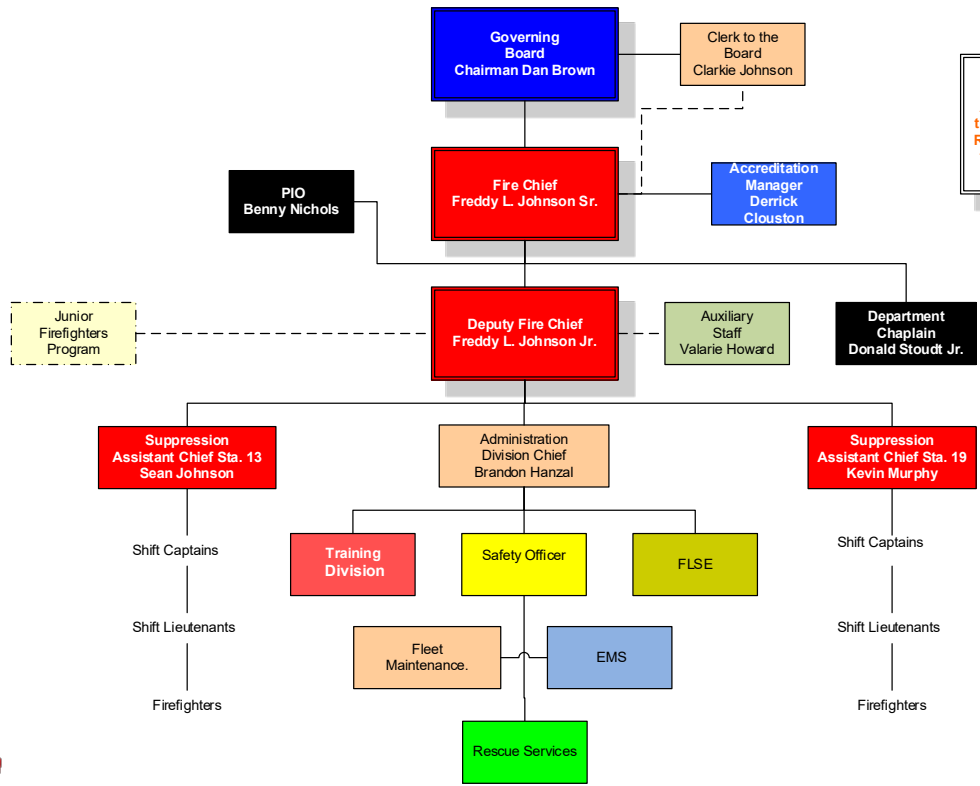 Governing
Board
Chairman Dan Brown
Clerk to the
Board
Clarkie Johnson
Fire Chief
Freddy L. Johnson Sr.
Accreditation
Manager
Derrick
Clouston
PIO
Benny Nichols
Junior
Firefighters
Program
Deputy Fire Chief
Freddy L. Johnson Jr.
Auxiliary
Staff
Valarie Howard
Department
Chaplain
Donald Stoudt Jr.
Suppression
Assistant Chief Sta. 13
Sean Johnson
Administration
Division Chief
Brandon Hanzal
Suppression
Assistant Chief Sta. 19
Kevin Murphy
Shift Captains
Shift Lieutenants
Firefighters
Training
Division
Safety Officer
FLSE
Fleet
Maintenance.
EMS
Rescue Services
Shift Captains
Shift Lieutenants
Firefighters